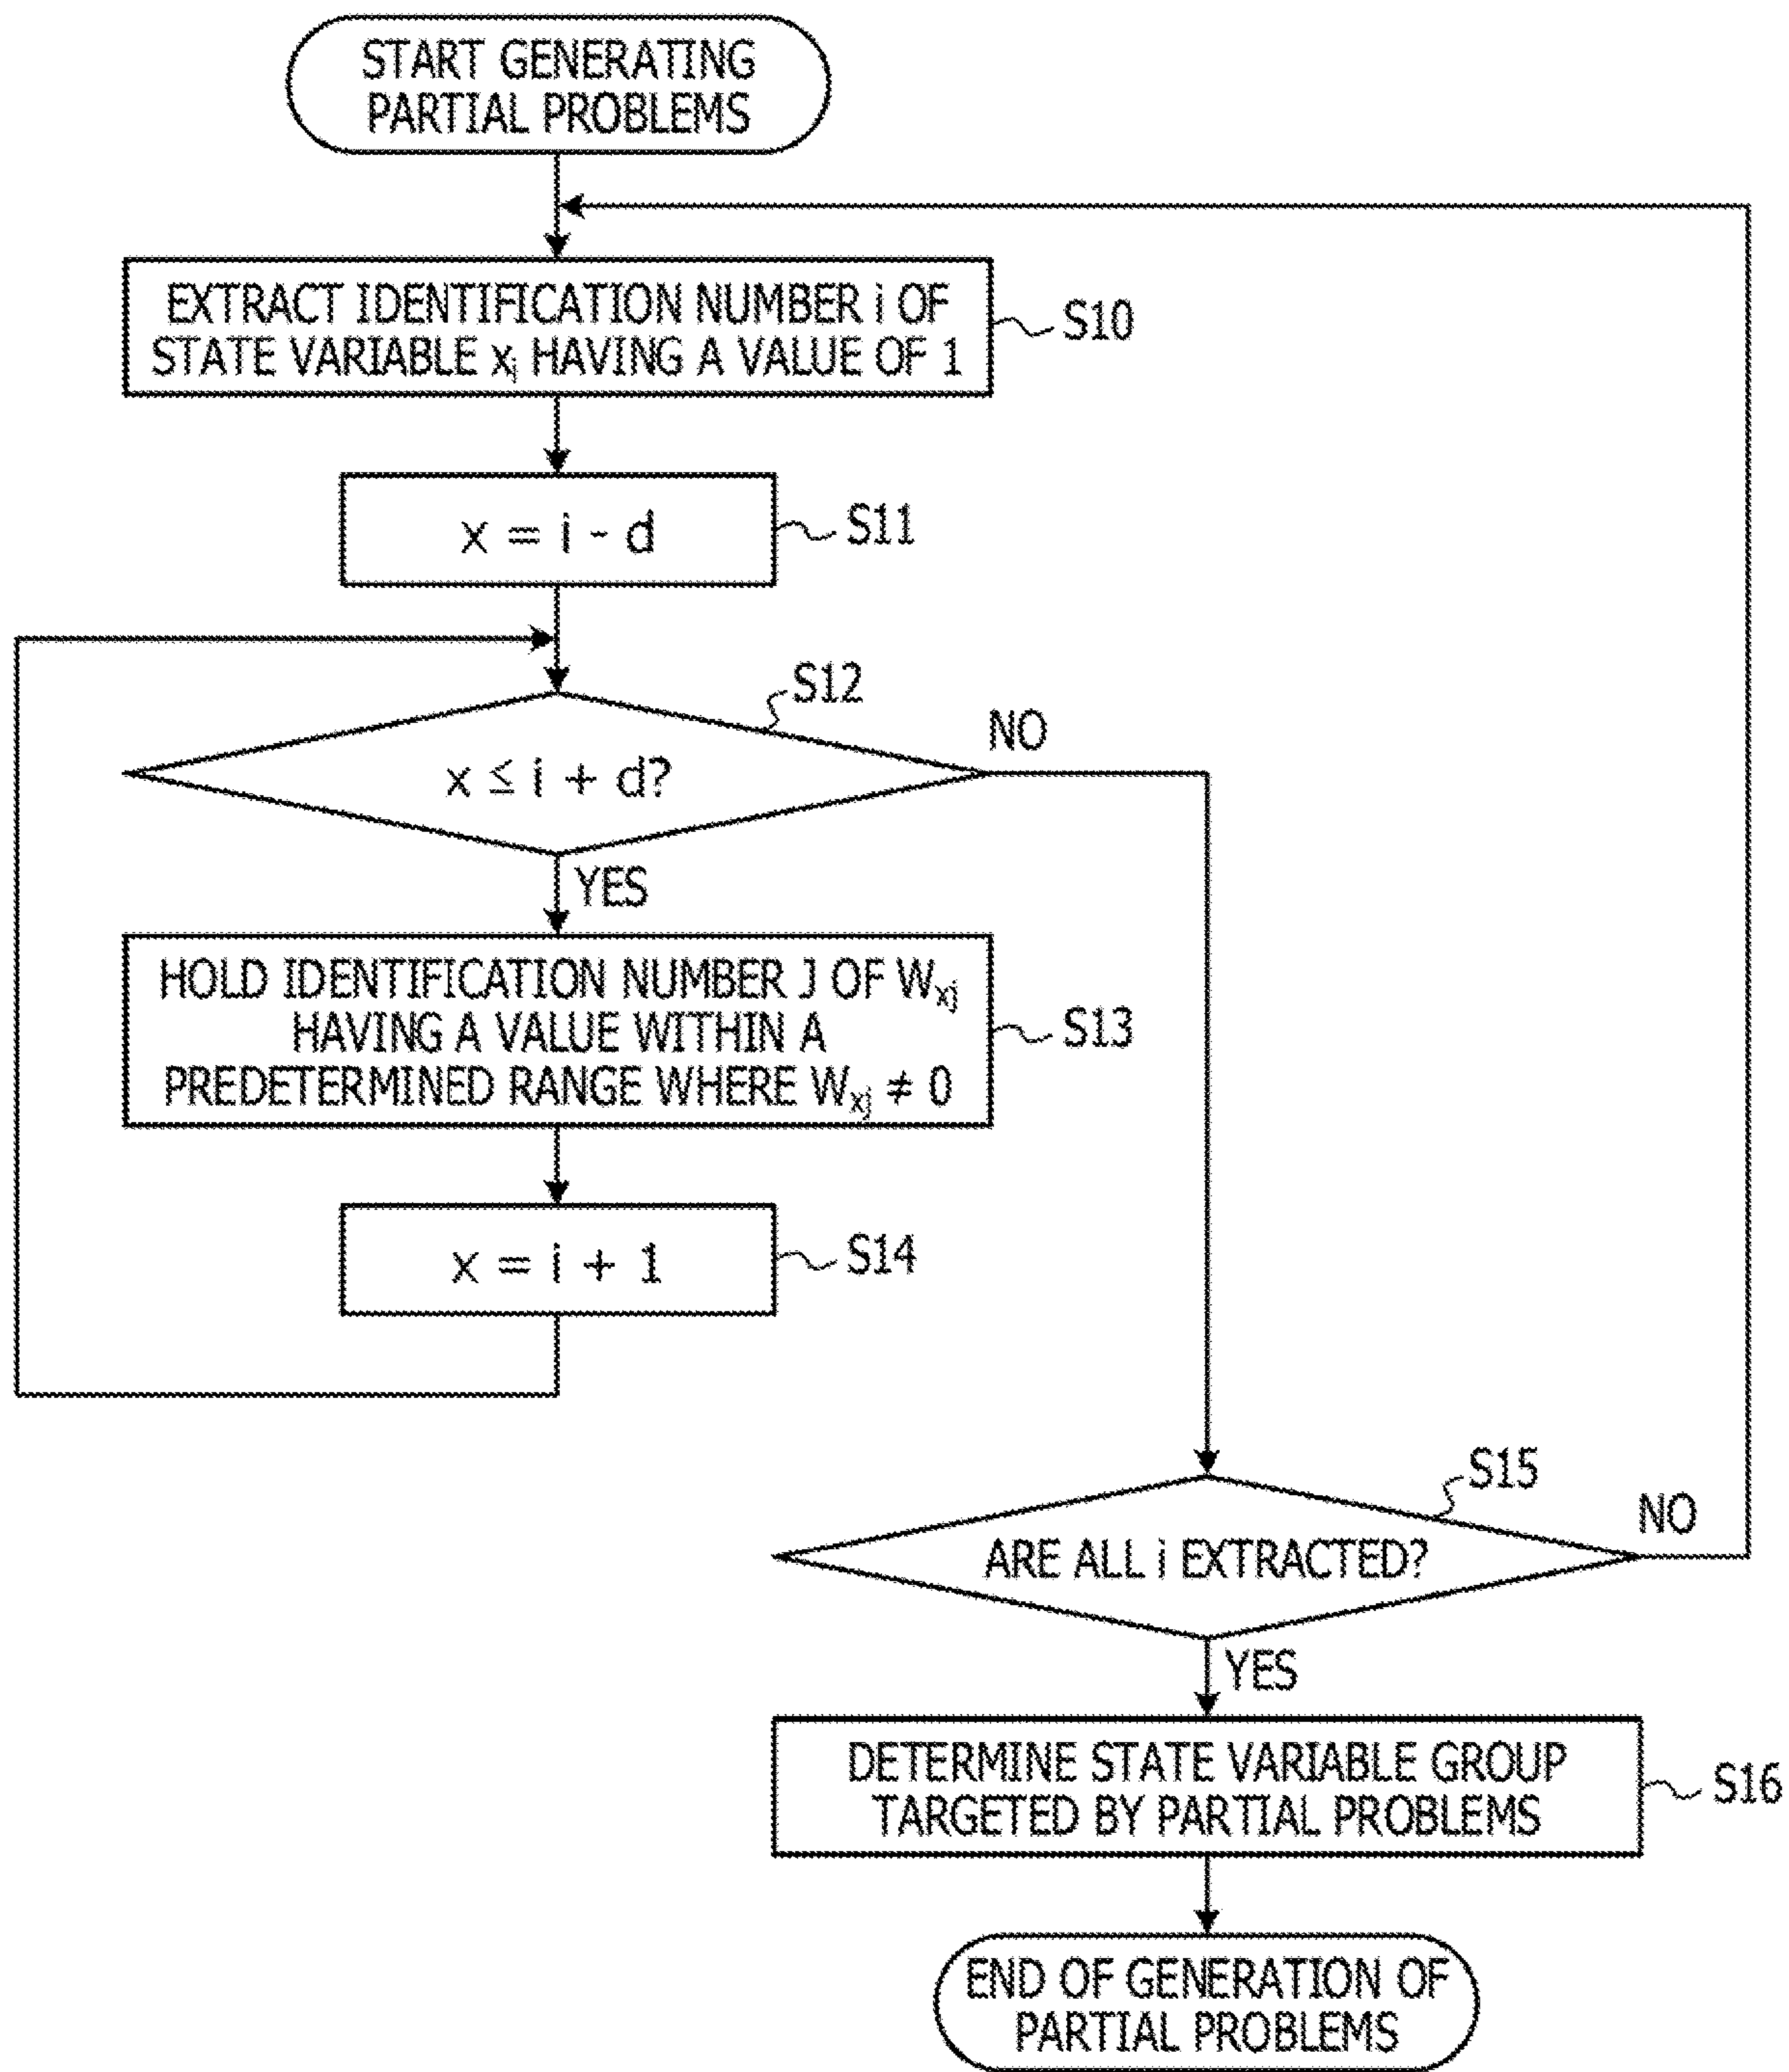 START GENERATING
PARTIAL PROBLEMS
EXTRACT IDENTIFICATION NUMBER i OF
STATE VARIABLE xj HAVING A VALUE OF 1
S10
x = i - d
S11
S12
x ≤ i + d?
NO
YES
HOLD IDENTIFICATION NUMBER J OF Wxj
HAVING A VALUE WITHIN A
PREDETERMINED RANGE WHERE Wxj ≠ 0
S13
x = i + 1
S14
S15
ARE ALL i EXTRACTED?
NO
YES
DETERMINE STATE VARIABLE GROUP
TARGETED BY PARTIAL PROBLEMS
S16
END OF GENERATION OF
PARTIAL PROBLEMS